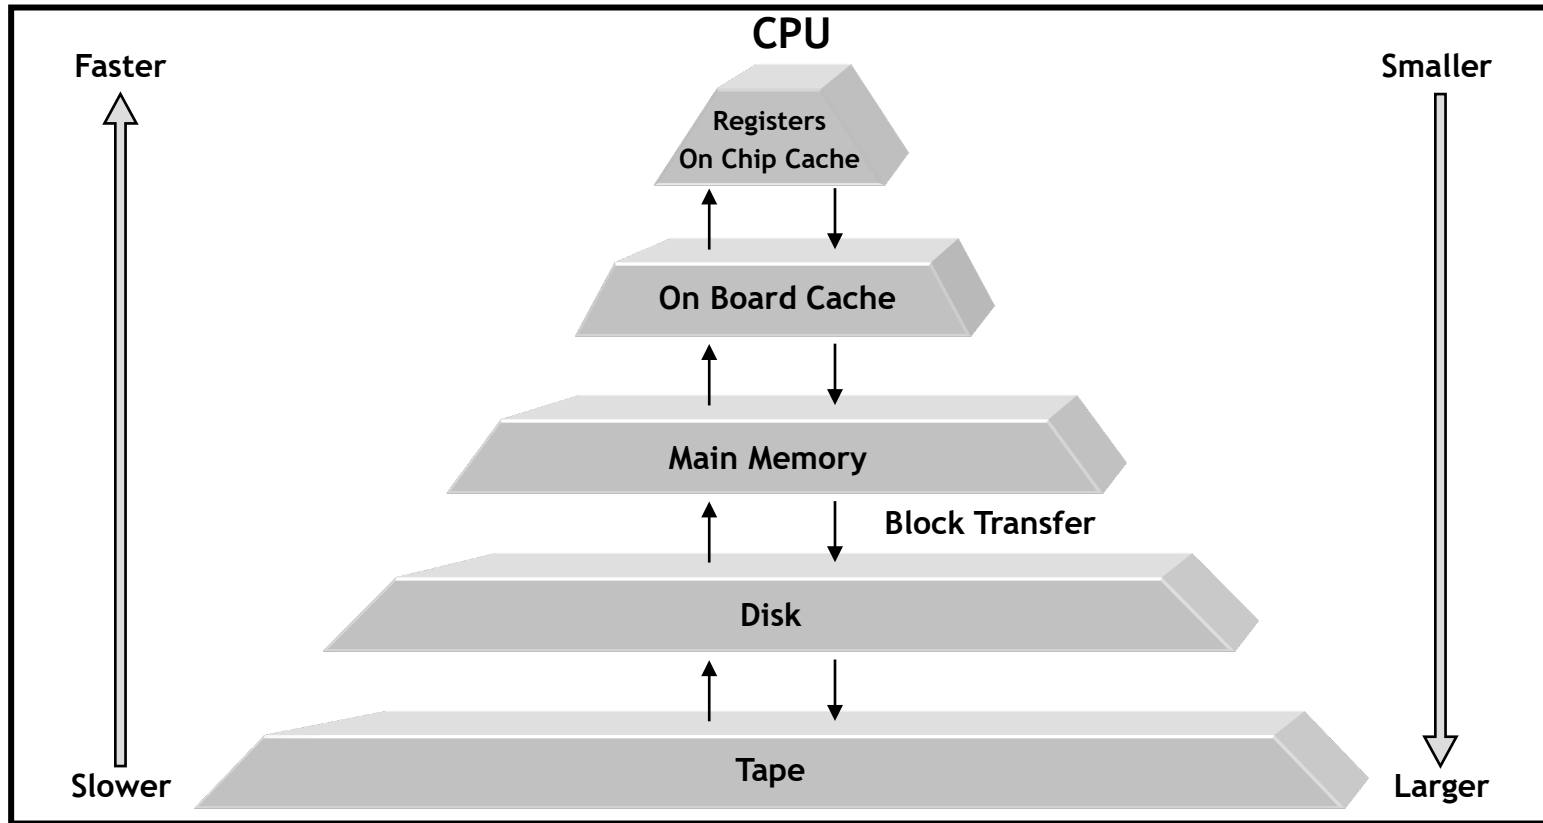 CPU
Faster
Smaller
Registers
On Chip Cache
On Board Cache
Main Memory
Block Transfer
Disk
Tape
Slower
Larger